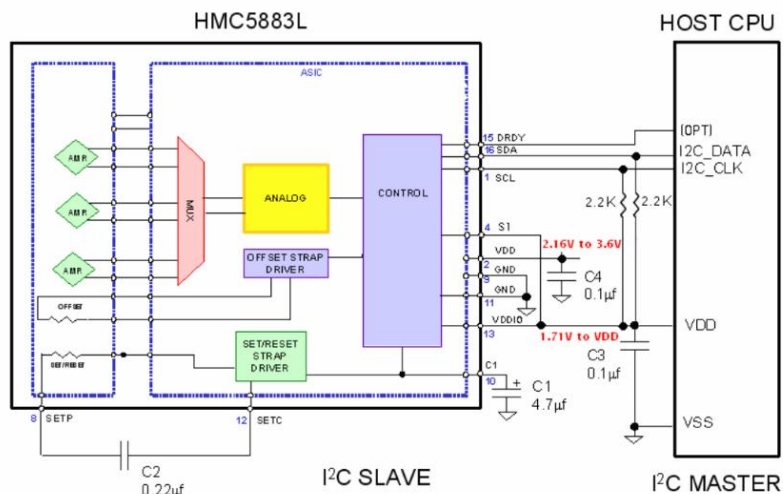 HMC5883L
HOST CPU
ASIC
AMR
AMR
AMR
MUX
ANALOG
CONTROL
OFFSET STRAP
DRIVER
OFFSET
SET/RESET
STRAP
DRIVER
SET/RESET
15 DRDY
16 SDA
1 SCL
4 S1
VDD
2
GND
9
GND
11
VDDIO
13
C1
10
(OPT)
I2C_DATA
I2C_CLK
2.2K
2.2K
2.16V to 3.6V
C4
0.1µf
1.71V to VDD
VDD
C3
0.1µf
+
C1
4.7µf
VSS
8 SETP
12 SETC
C2
0.22µf
I²C SLAVE
I²C MASTER